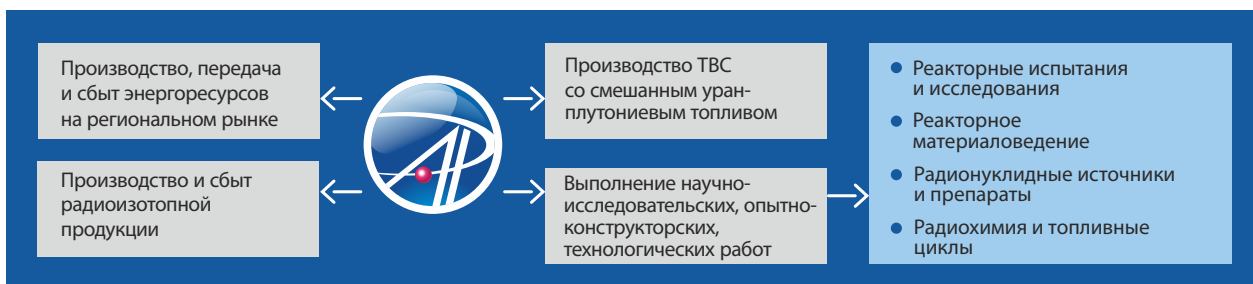 Производство, передача
и сбыт энергоресурсов
на региональном рынке
Производство и сбыт
радиоизотопной
продукции
Производство ТВС
со смешанным уран-
плутониевым топливом
Выполнение научно-
исследовательских, опытно-
конструкторских,
технологических работ
Реакторные испытания
и исследования
Реакторное
материаловедение
Радионуклидные источники
и препараты
Радиохимия и топливные
циклы